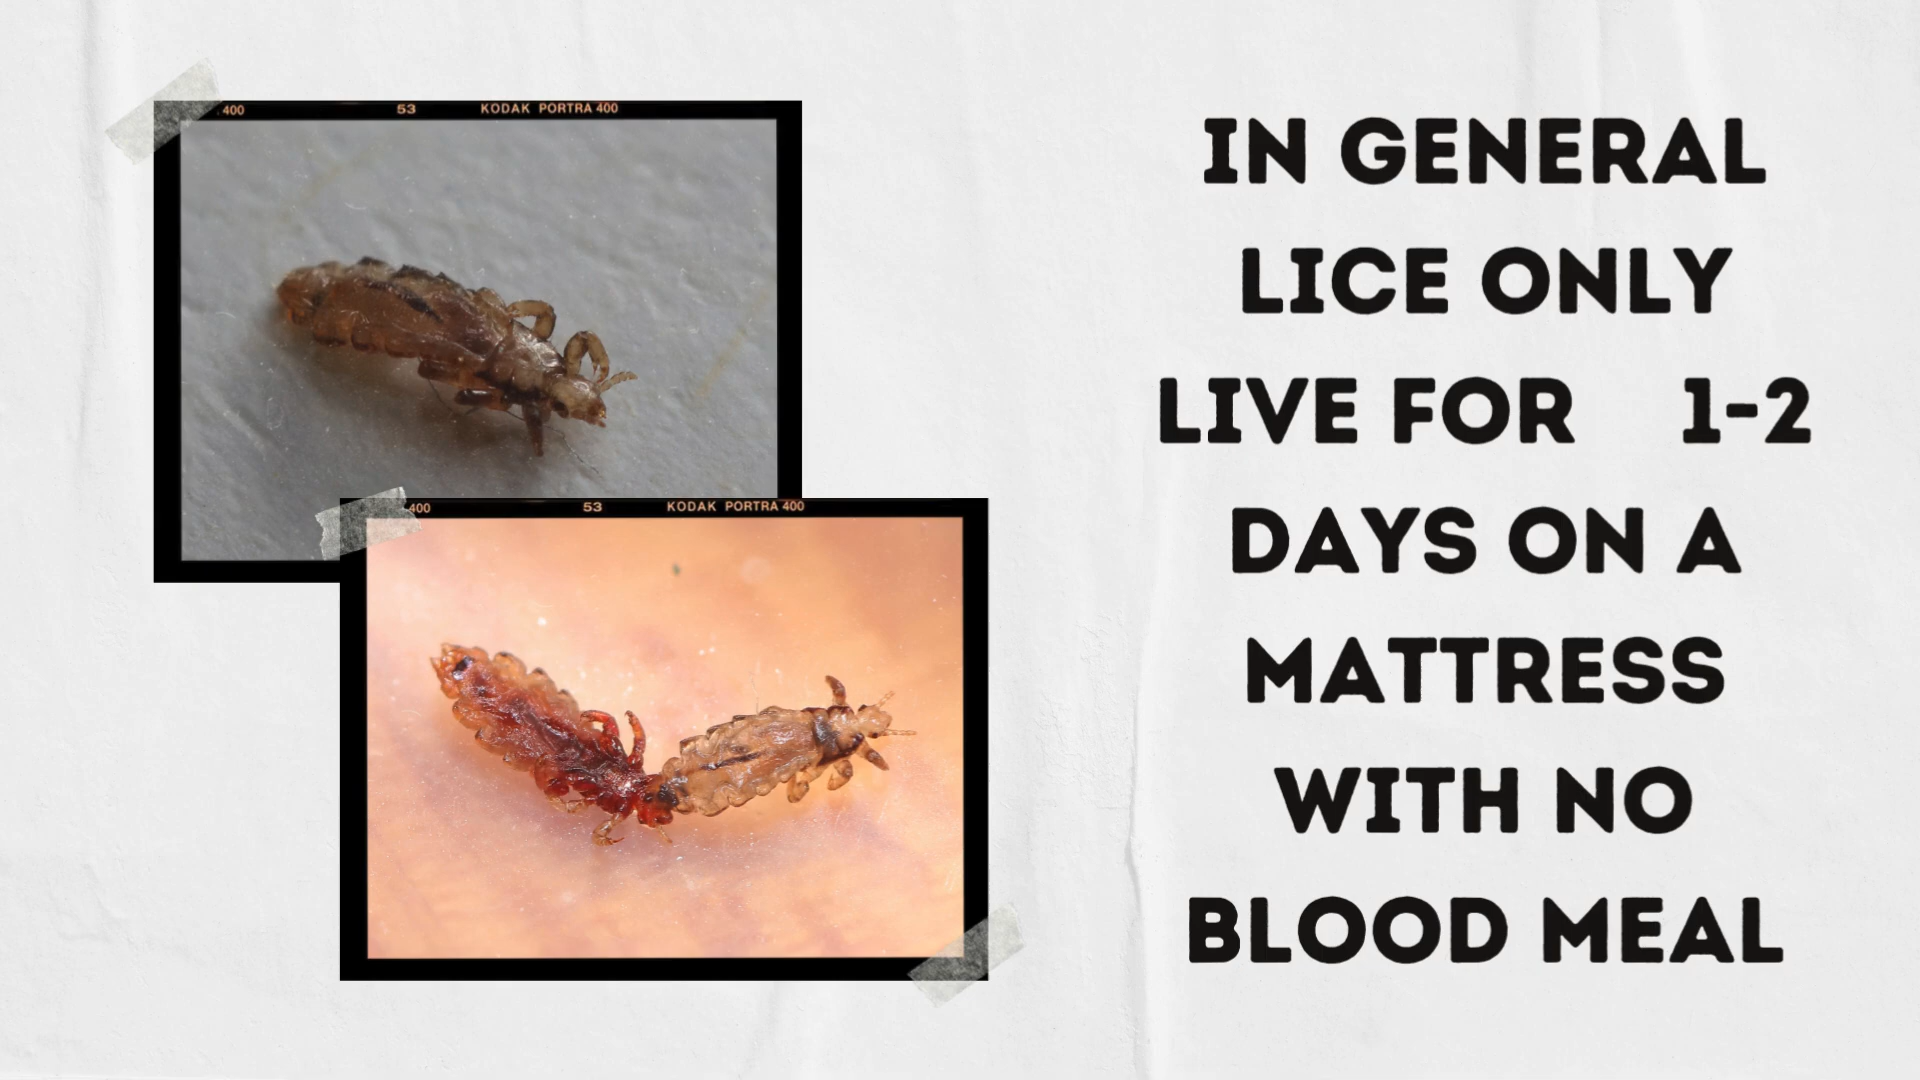 400 53 KODAK PORTRA 400
400 53 KODAK PORTRA 400
IN GENERAL
LICE ONLY
LIVE FOR 1-2
DAYS ON A
MATTRESS
WITH NO
BLOOD MEAL